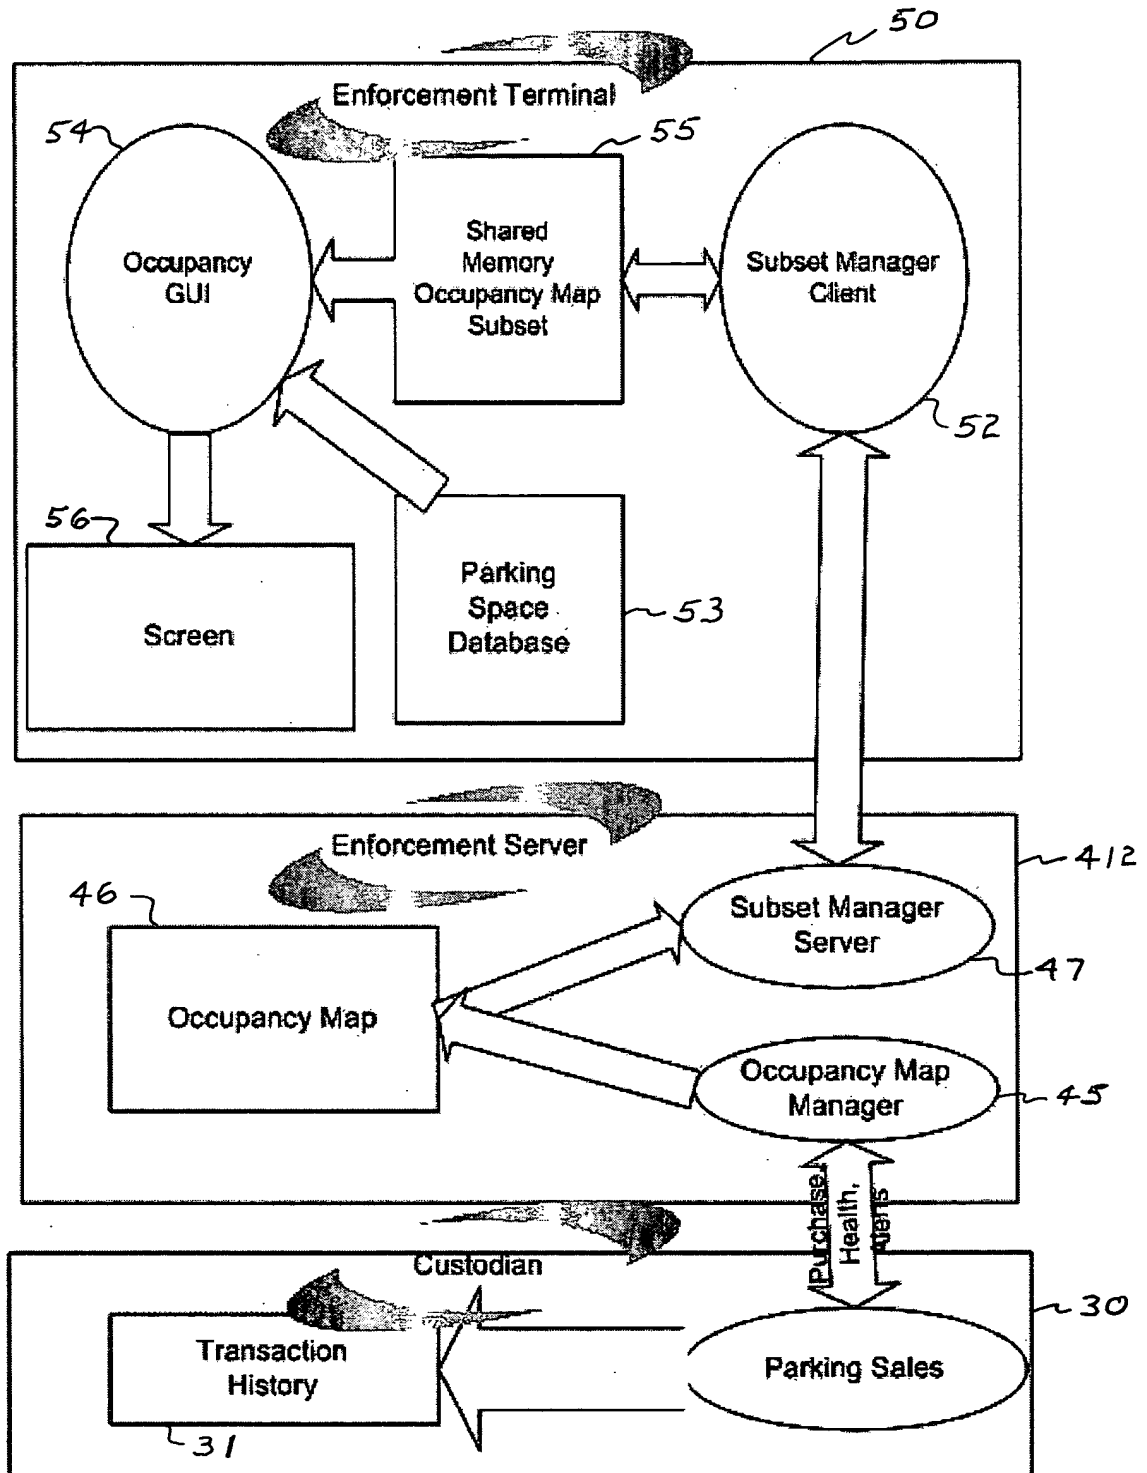 50
Enforcement Terminal
54
55
Occupancy
GUI
Shared
Memory
Occupancy Map
Subset
Subset Manager
Client
52
56
Screen
Parking
Space
Database
53
Enforcement Server
412
46
Subset Manager
Server
47
Occupancy Map
Occupancy Map
Manager
45
Purchase,
Health,
Alerts
Custodian
30
Transaction
History
Parking Sales
31